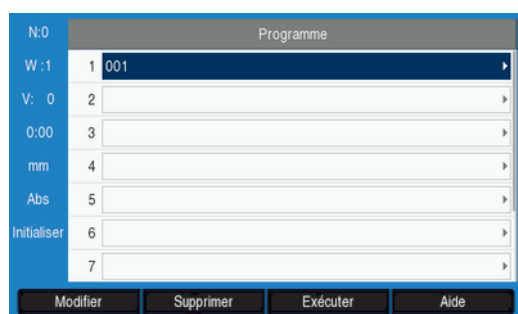 N:0
Programme
W :1
1 001
V: 0
2
0:00
3
mm
4
Abs
5
Initialiser
6
7
Modifier Supprimer Exécuter Aide